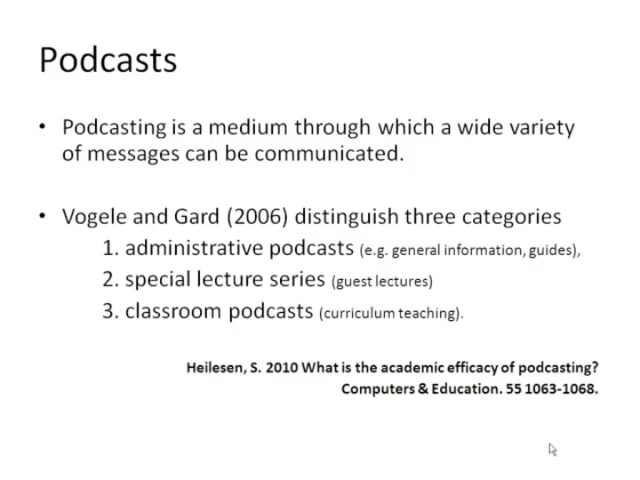 Podcasts
• Podcasting is a medium through which a wide variety
of messages can be communicated.
• Vogele and Gard (2006) distinguish three categories
1. administrative podcasts (e.g. general information, guides),
2. special lecture series (guest lectures)
3. classroom podcasts (curriculum teaching).
Heilesen, S. 2010 What is the academic efficacy of podcasting?
Computers & Education. 55 1063-1068.